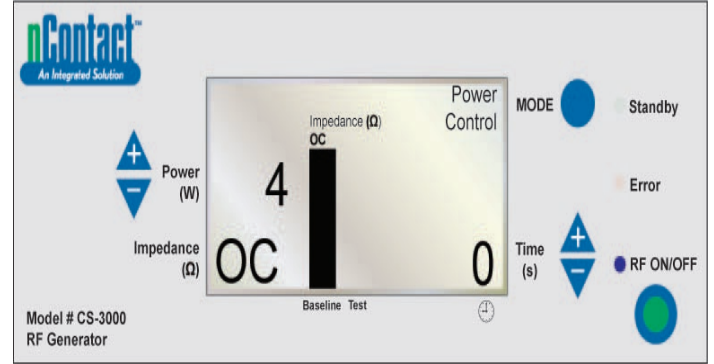 nContact™
An Integrated Solution
Power
Control
Impedance (Ω)
OC
MODE
Standby
Power
(W)
4
Error
Impedance
(Ω)
OC
0
Time
(s)
RF ON/OFF
Baseline Test
Model # CS-3000
RF Generator